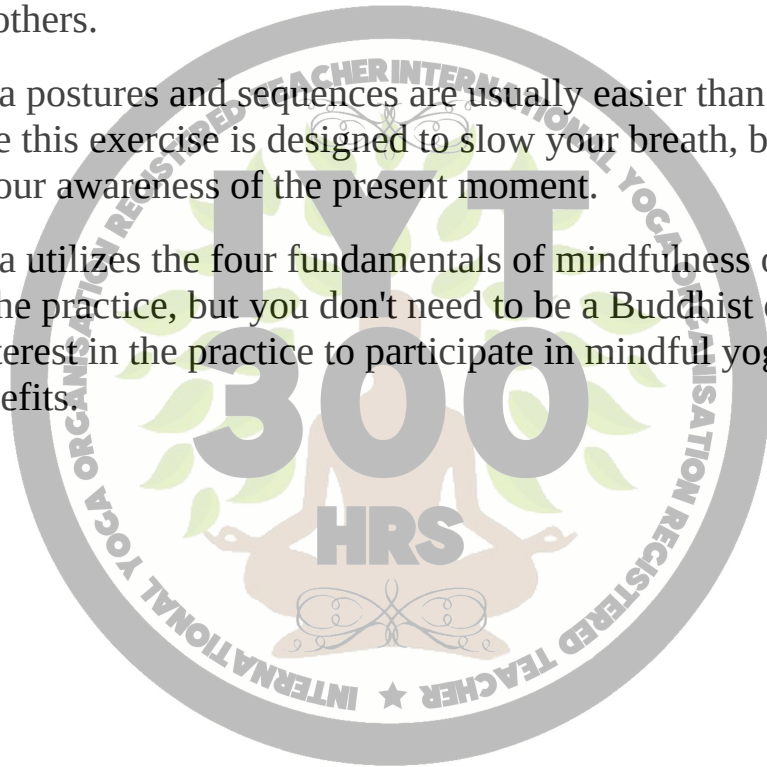 others.
a postures and sequences are usually easier than
e this exercise is designed to slow your breath, b
our awareness of the present moment.
a utilizes the four fundamentals of mindfulness
he practice, but you don't need to be a Buddhist
terest in the practice to participate in mindful yog
efits.
INTERNATIONAL YOGA ORGANISATION REGISTERED TEACHER
INTERNATIONAL YOGA ORGANISATION REGISTERED TEACHER
IYT
300
HRS